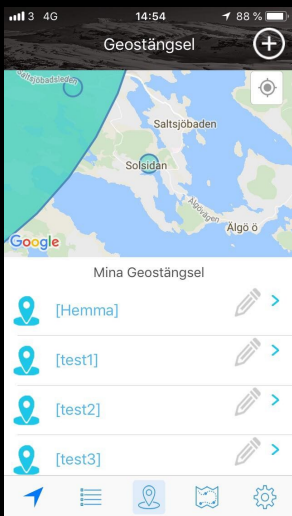 3 4G 14:54 88 %
Geostängsel
Saltsjöbadsleden
Saltsjöbaden
Solsidan
Älgövägen
Älgö ö
Google
Mina Geostängsel
[Hemma]
[test1]
[test2]
[test3]